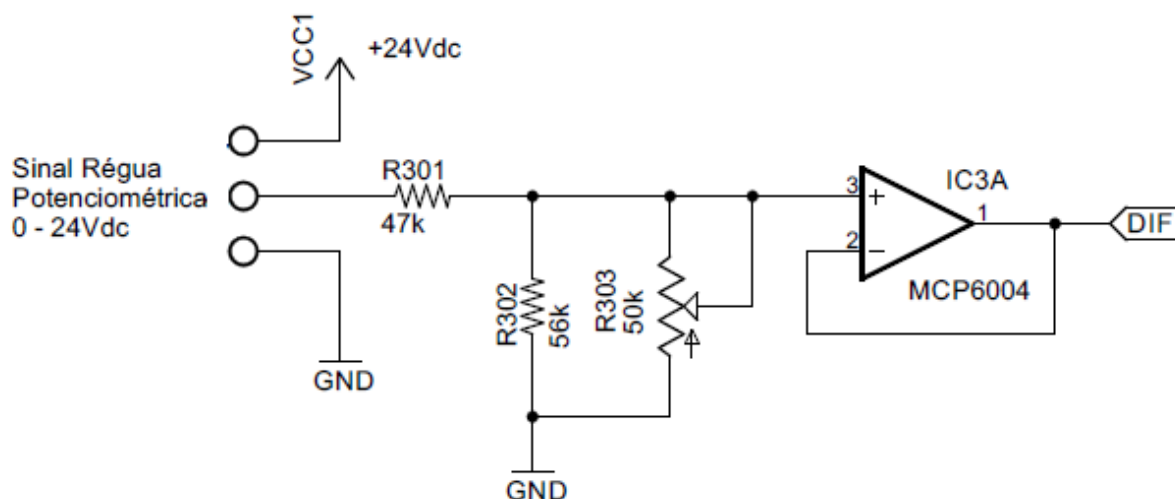 VCC1
+24Vdc
Sinal Régua
Potenciométrica
0 - 24Vdc
R301
47k
GND
R302
56k
R303
50k
GND
3
+
2
−
1
IC3A
MCP6004
DIF